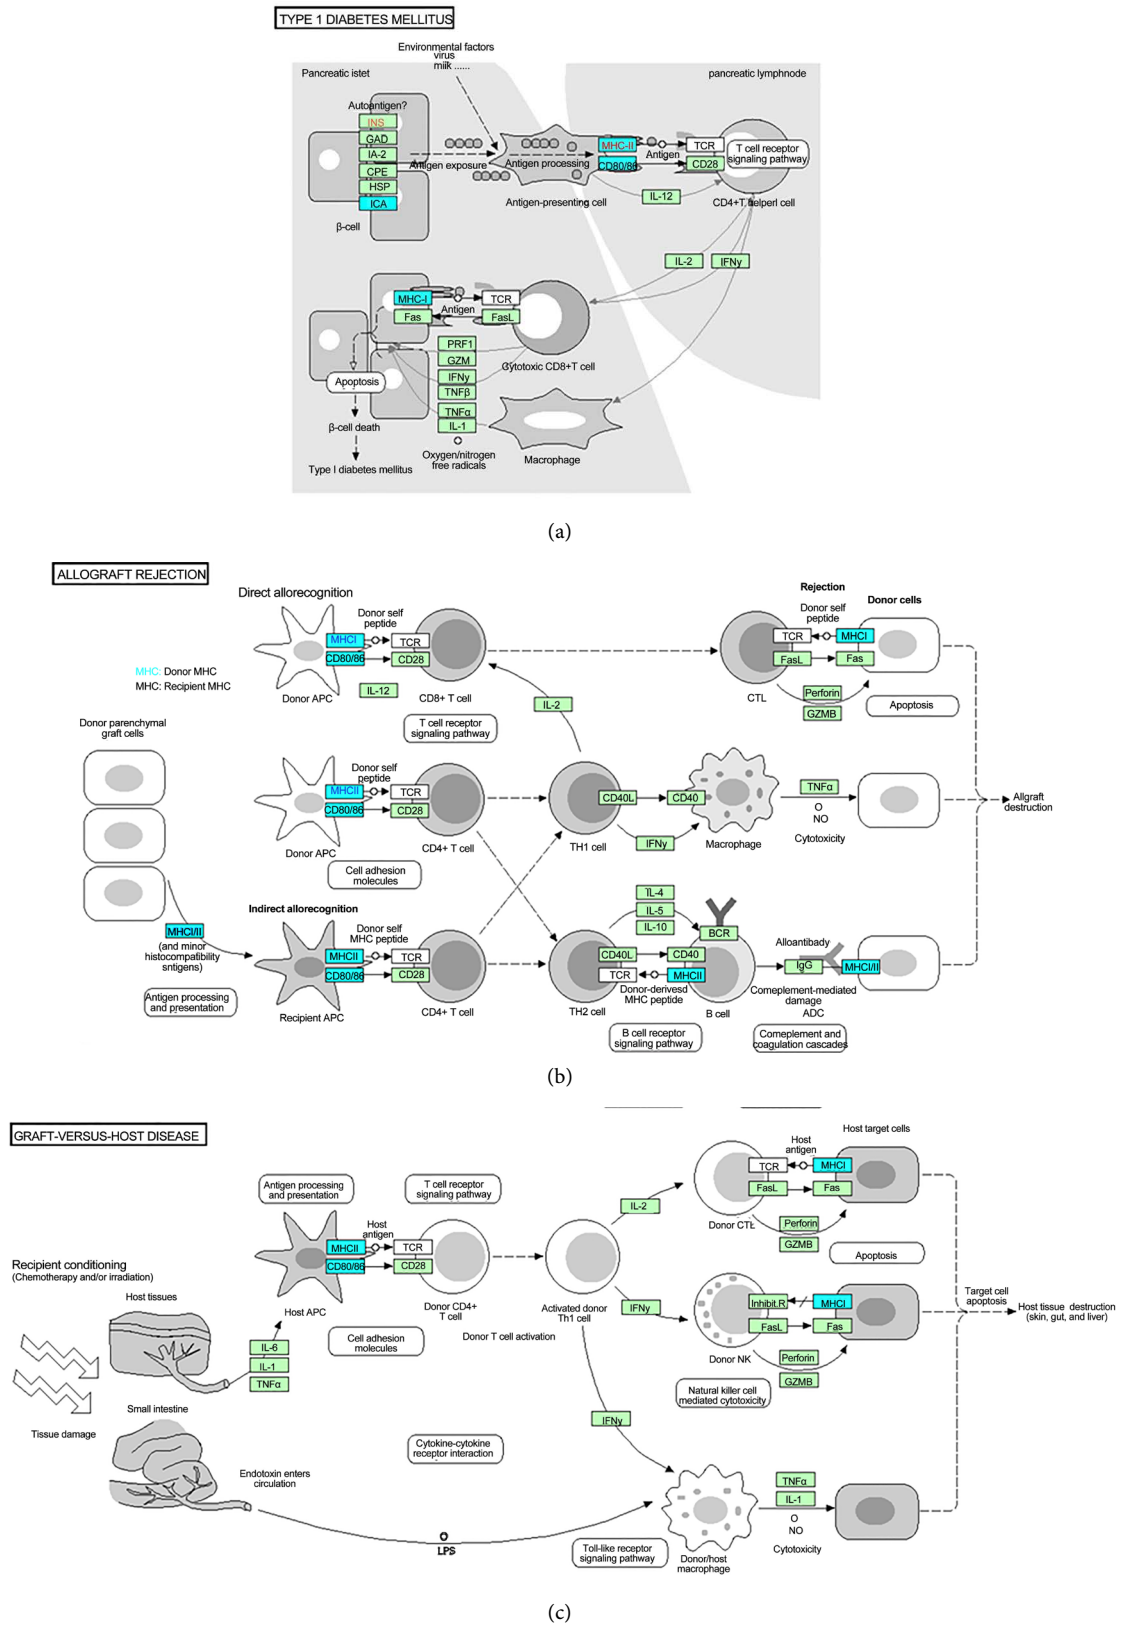 TYPE 1 DIABETES MELLITUS
Environmental factors
virus
miik ......
Pancreatic istet
pancreatic lymphnode
Autoantigen?
INS
GAD
IA-2
CPE
HSP
ICA
β-cell
Antigen exposure
Antigen processing
MHC-II
CD80/86
Antigen
TCR
CD28
T cell receptor
signaling pathway
IL-12
Antigen-presenting cell
CD4+T helperl cell
IL-2
IFNγ
MHC-I
Fas
Antigen
TCR
FasL
PRF1
GZM
IFNγ
TNFβ
TNFα
IL-1
Cytotoxic CD8+T cell
Apoptosis
β-cell death
Type I diabetes mellitus
Oxygen/nitrogen
free radicals
Macrophage
(a)
ALLOGRAFT REJECTION
Direct allorecognition
Donor self
peptide
MHCI
CD80/86
TCR
CD28
MHC: Donor MHC
MHC: Recipient MHC
IL-12
Donor APC
CD8+ T cell
T cell receptor
signaling pathway
IL-2
Rejection
Donor self
peptide
Donor cells
TCR
MHCI
FasL
Fas
CTL
Perforin
GZMB
Apoptosis
Donor parenchymal
graft cells
Donor self
peptide
MHCII
CD80/86
TCR
CD28
Donor APC
CD4+ T cell
Cell adhesion
molecules
CD40L
CD40
TH1 cell
IFNγ
Macrophage
TNFα
O
NO
Cytotoxicity
Allgraft
destruction
MHCI/II
(and minor
histocompatibility
sntigens)
Antigen processing
and presentation
Indirect allorecognition
Donor self
MHC peptide
MHCII
CD80/86
TCR
CD28
Recipient APC
CD4+ T cell
IL-4
IL-5
IL-10
BCR
CD40L
CD40
TCR
MHCII
Donor-derivesd
MHC peptide
TH2 cell
B cell
B cell receptor
signaling pathway
Alloantibady
IgG
MHCI/II
Comeplement-mediated
damage
ADC
Comeplement and
coagulation cascades
(b)
GRAFT-VERSUS-HOST DISEASE
Antigen processing
and presentation
T cell receptor
signaling pathway
Host
antigen
MHCII
CD80/86
TCR
CD28
Host APC
Donor CD4+
T cell
Cell adhesion
molecules
Donor T cell activation
Activated donor
Th1 cell
IL-2
IFNγ
IFNγ
Host
antigen
Host target cells
TCR
MHCI
FasL
Fas
Donor CTL
Perforin
GZMB
Apoptosis
Inhibit.R
MHCI
FasL
Fas
Donor NK
Perforin
GZMB
Natural killer cell
mediated cytotoxicity
Target cell
apoptosis
Host tissue destruction
(skin, gut, and liver)
Recipient conditioning
(Chemotherapy and/or irradiation)
Host tissues
IL-6
IL-1
TNFα
Tissue damage
Small intestine
Endotoxin enters
circulation
Cytokine-cytokine
receptor interaction
LPS
Toll-like receptor
signaling pathway
Donor/host
macrophage
TNFα
IL-1
O
NO
Cytotoxicity
(c)